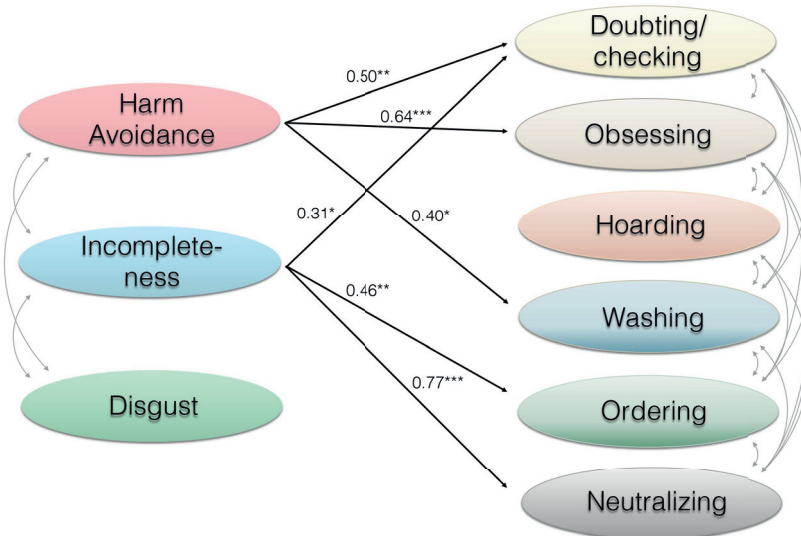 Doubting/
checking
0.50**
Harm
Avoidance
0.64***
Obsessing
0.31*
0.40*
Hoarding
Incomplete-
ness
0.46**
Washing
0.77***
Disgust
Ordering
Neutralizing